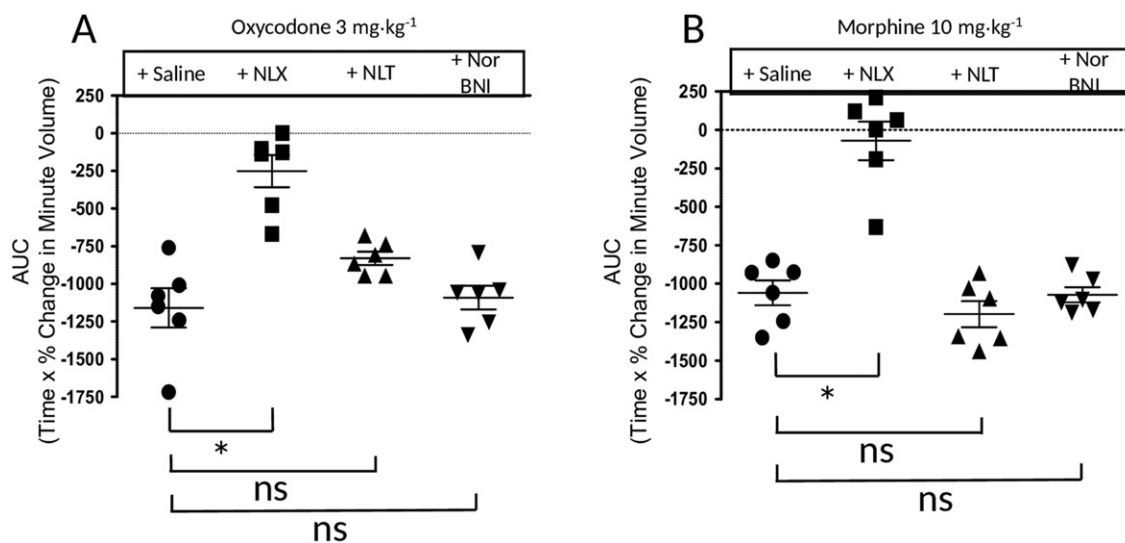 A
Oxycodone 3 mg·kg⁻¹
+ Saline
+ NLX
+ NLT
+ Nor
BNI
250
0
-250
-500
-750
-1000
-1250
-1500
-1750
AUC
(Time x % Change in Minute Volume)
*
ns
ns
B
Morphine 10 mg·kg⁻¹
+ Saline
+ NLX
+ NLT
+ Nor
BNI
250
0
-250
-500
-750
-1000
-1250
-1500
-1750
AUC
(Time x % Change in Minute Volume)
*
ns
ns